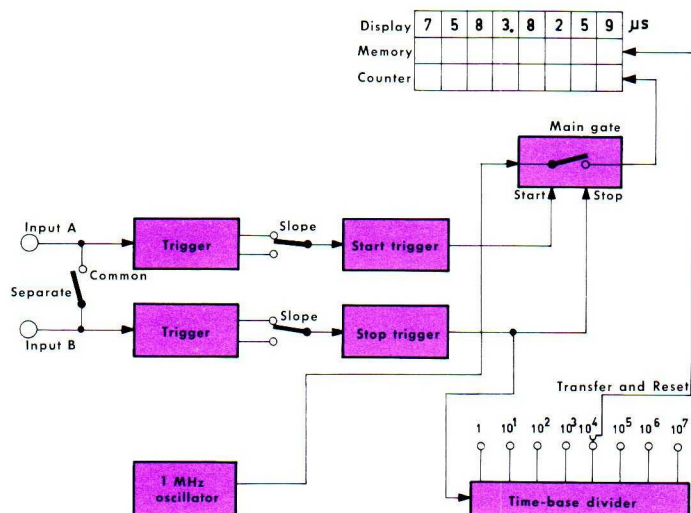 Display 7 5 8 3. 8 2 5 9 µs
Memory
Counter
Main gate
Start Stop
Input A
Trigger
Slope
Start trigger
Common
Separate
Input B
Trigger
Slope
Stop trigger
Transfer and Reset
1 10¹ 10² 10³ 10⁴ 10⁵ 10⁶ 10⁷
1 MHz
oscillator
Time-base divider